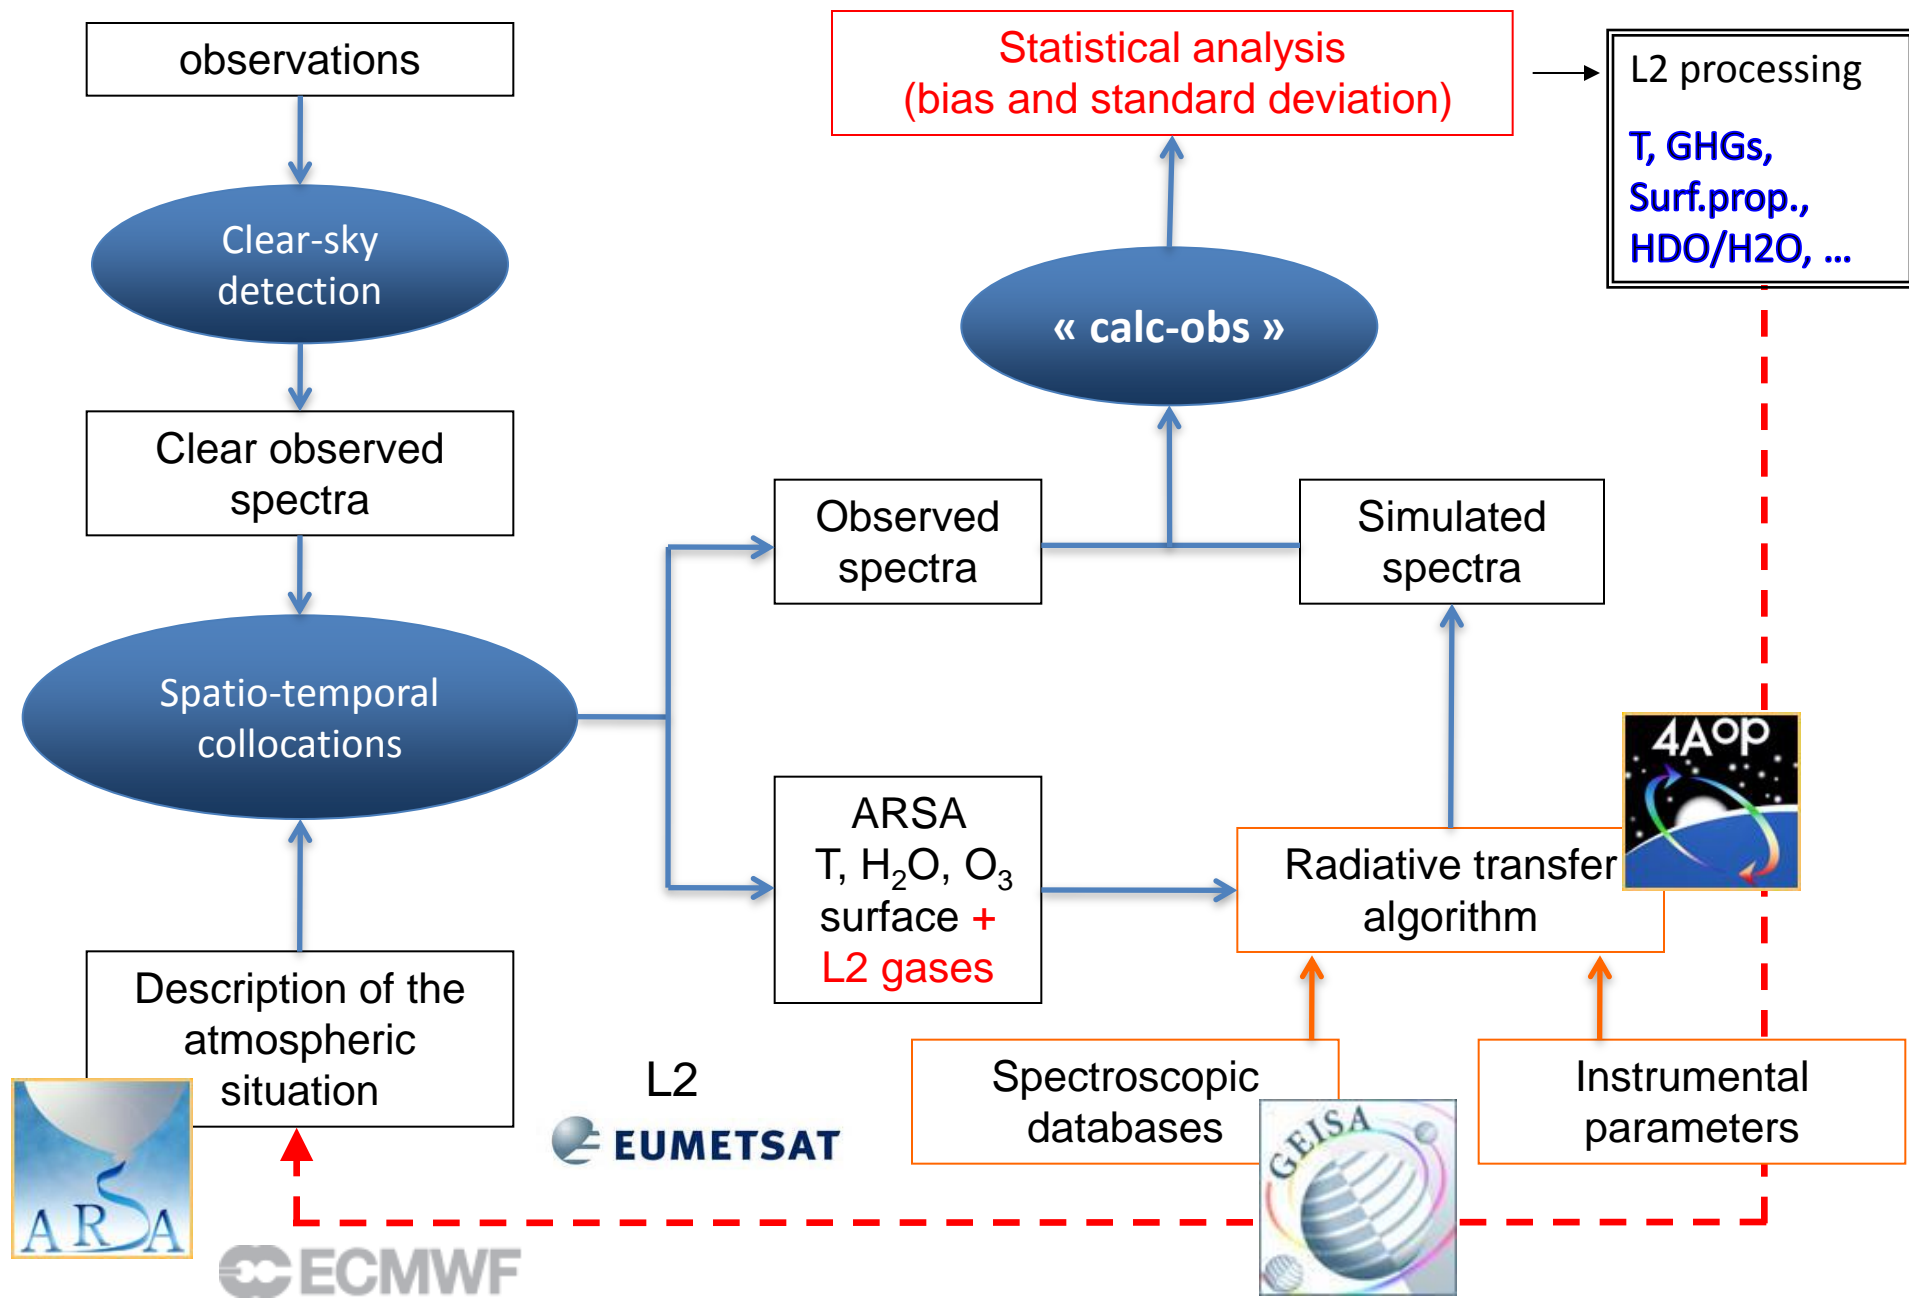 observations
Clear-sky
detection
Clear observed
spectra
Spatio-temporal
collocations
Description of the
atmospheric
situation
ARSA
ECMWF
L2
EUMETSAT
Statistical analysis
(bias and standard deviation)
« calc-obs »
Observed
spectra
Simulated
spectra
ARSA
T, H₂O, O₃
surface +
L2 gases
Radiative transfer
algorithm
4AOP
Spectroscopic
databases
GEISA
Instrumental
parameters
L2 processing
T, GHGs,
Surf.prop.,
HDO/H2O, ...